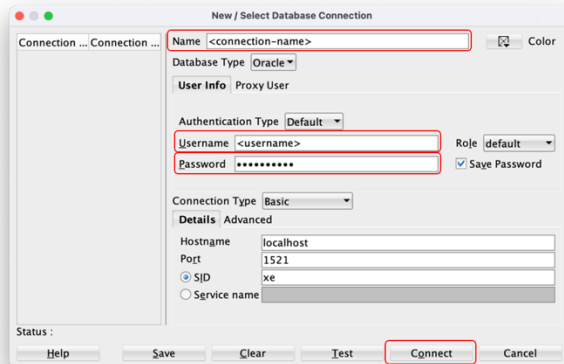 New / Select Database Connection
Connection ... Connection ...
Name <connection-name> Color
Database Type Oracle
User Info Proxy User
Authentication Type Default
Username <username> Role default
Password •••••••••• Save Password
Connection Type Basic
Details Advanced
Hostname localhost
Port 1521
SID xe
Service name
Status :
Help Save Clear Test Connect Cancel